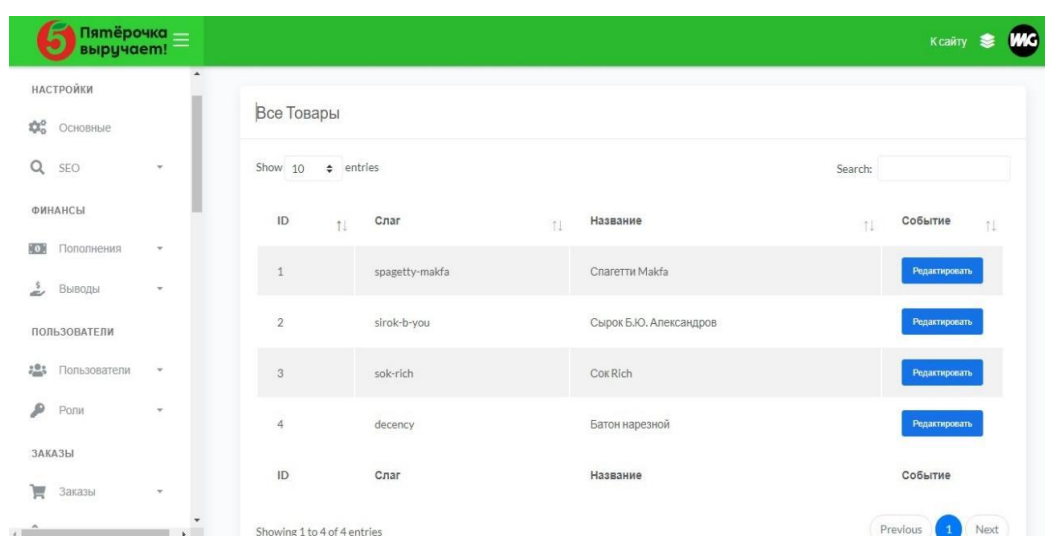 Пятёрочка
выручает!
К сайту
НАСТРОЙКИ
Основные
SEO
ФИНАНСЫ
Пополнения
Выводы
ПОЛЬЗОВАТЕЛИ
Пользователи
Роли
ЗАКАЗЫ
Заказы
Все Товары
Show 10 entries Search:
ID Слаг Название Событие
1 spagetty-makfa Спагетти Makfa Редактировать
2 sirok-b-you Сырок Б.Ю. Александров Редактировать
3 sok-rich Сок Rich Редактировать
4 decency Батон нарезной Редактировать
ID Слаг Название Событие
Showing 1 to 4 of 4 entries Previous 1 Next